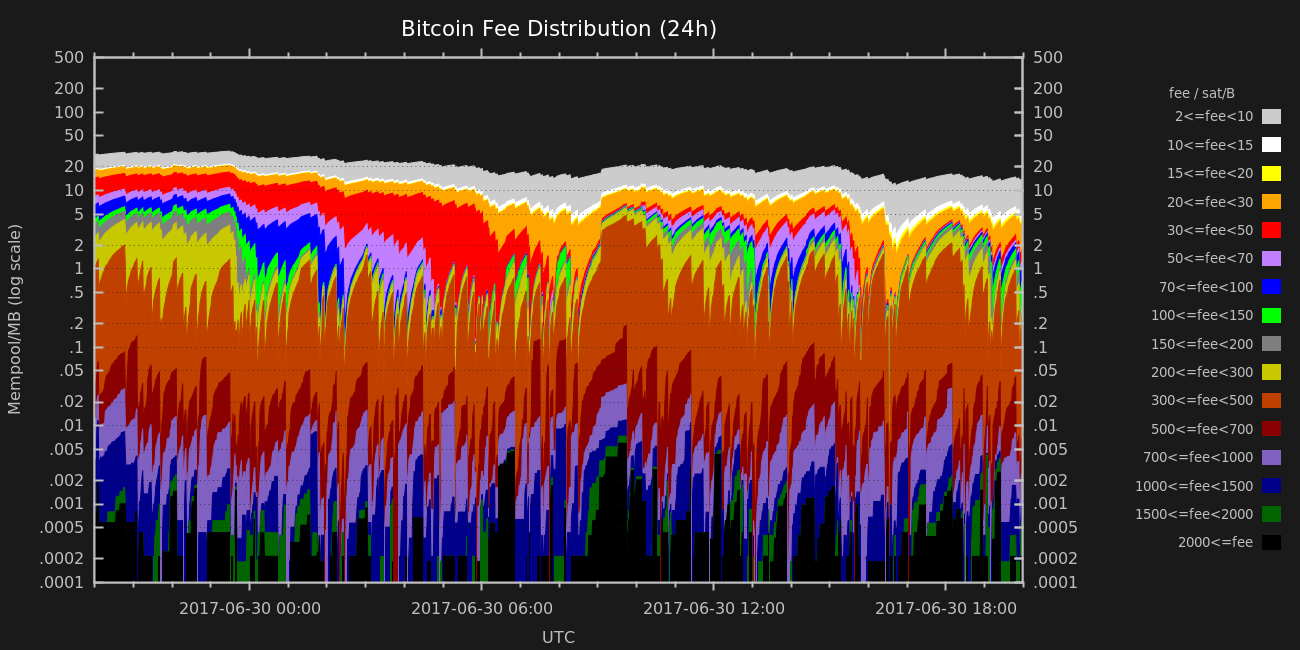 Bitcoin Fee Distribution (24h)
500
200
100
50
20
10
5
2
1
.5
.2
.1
.05
.02
.01
.005
.002
.001
.0005
.0002
.0001
Mempool/MB (log scale)
500
200
100
50
20
10
5
2
1
.5
.2
.1
.05
.02
.01
.005
.002
.001
.0005
.0002
.0001
2017-06-30 00:00
2017-06-30 06:00
2017-06-30 12:00
2017-06-30 18:00
UTC
fee / sat/B
2<=fee<10
10<=fee<15
15<=fee<20
20<=fee<30
30<=fee<50
50<=fee<70
70<=fee<100
100<=fee<150
150<=fee<200
200<=fee<300
300<=fee<500
500<=fee<700
700<=fee<1000
1000<=fee<1500
1500<=fee<2000
2000<=fee